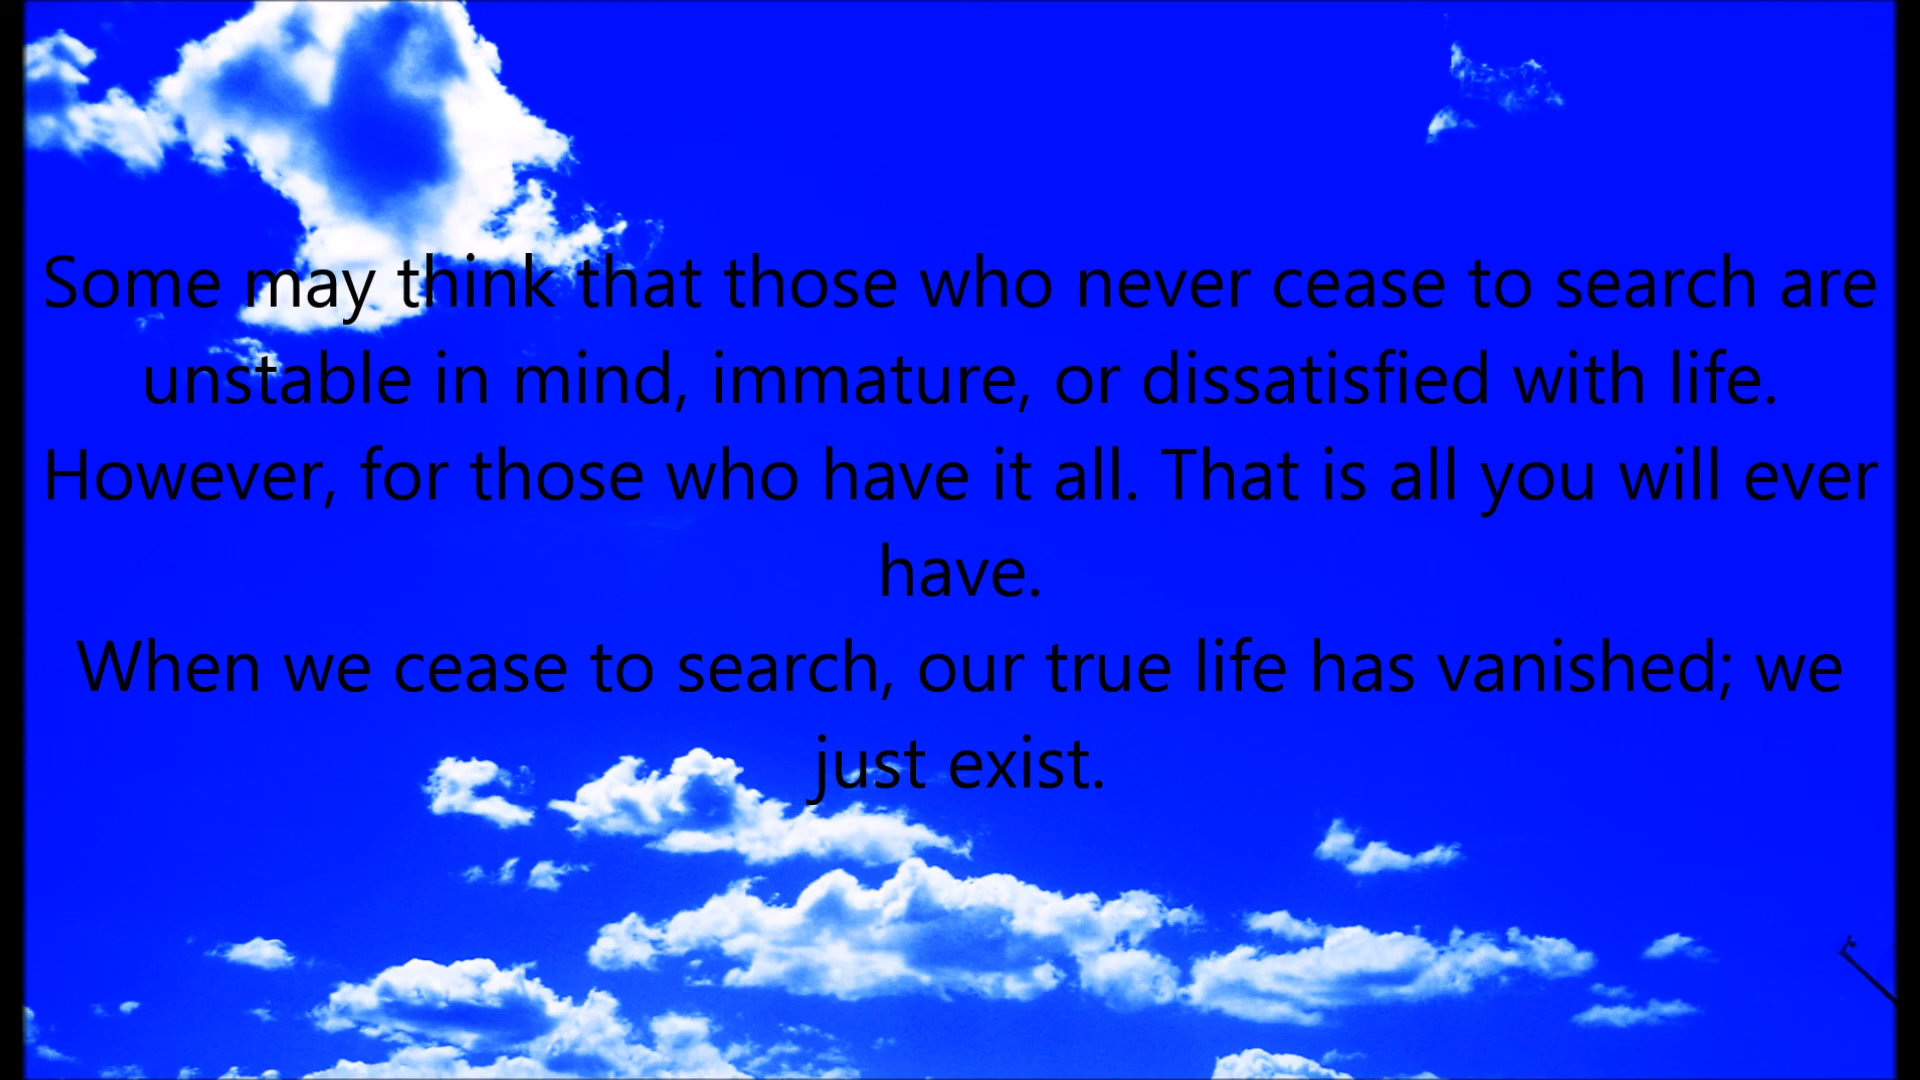 Some may think that those who never cease to search are
unstable in mind, immature, or dissatisfied with life.
However, for those who have it all. That is all you will ever
have.
When we cease to search, our true life has vanished; we
just exist.